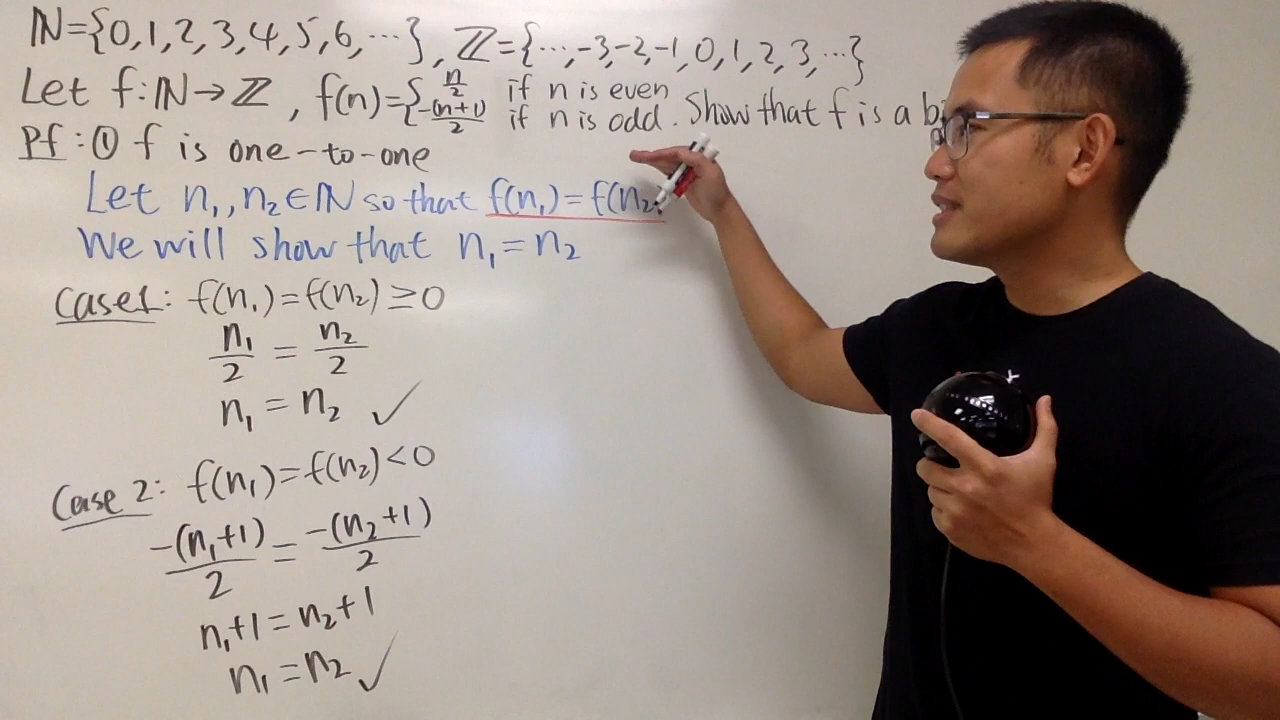 ℕ={0,1,2,3,4,5,6,⋯}, ℤ={⋯,-3,-2,-1,0,1,2,3,⋯}
Let f:ℕ→ℤ, f(n)={ n/2 if n is even
-(n+1)/2 if n is odd. Show that f is a
Pf: ① f is one-to-one
Let n₁, n₂∈ℕ so that f(n₁)=f(n₂
We will show that n₁=n₂
Case1: f(n₁)=f(n₂)≥0
n₁/2 = n₂/2
n₁ = n₂ ✓
Case 2: f(n₁)=f(n₂)<0
-(n₁+1)/2 = -(n₂+1)/2
n₁+1=n₂+1
n₁=n₂ ✓